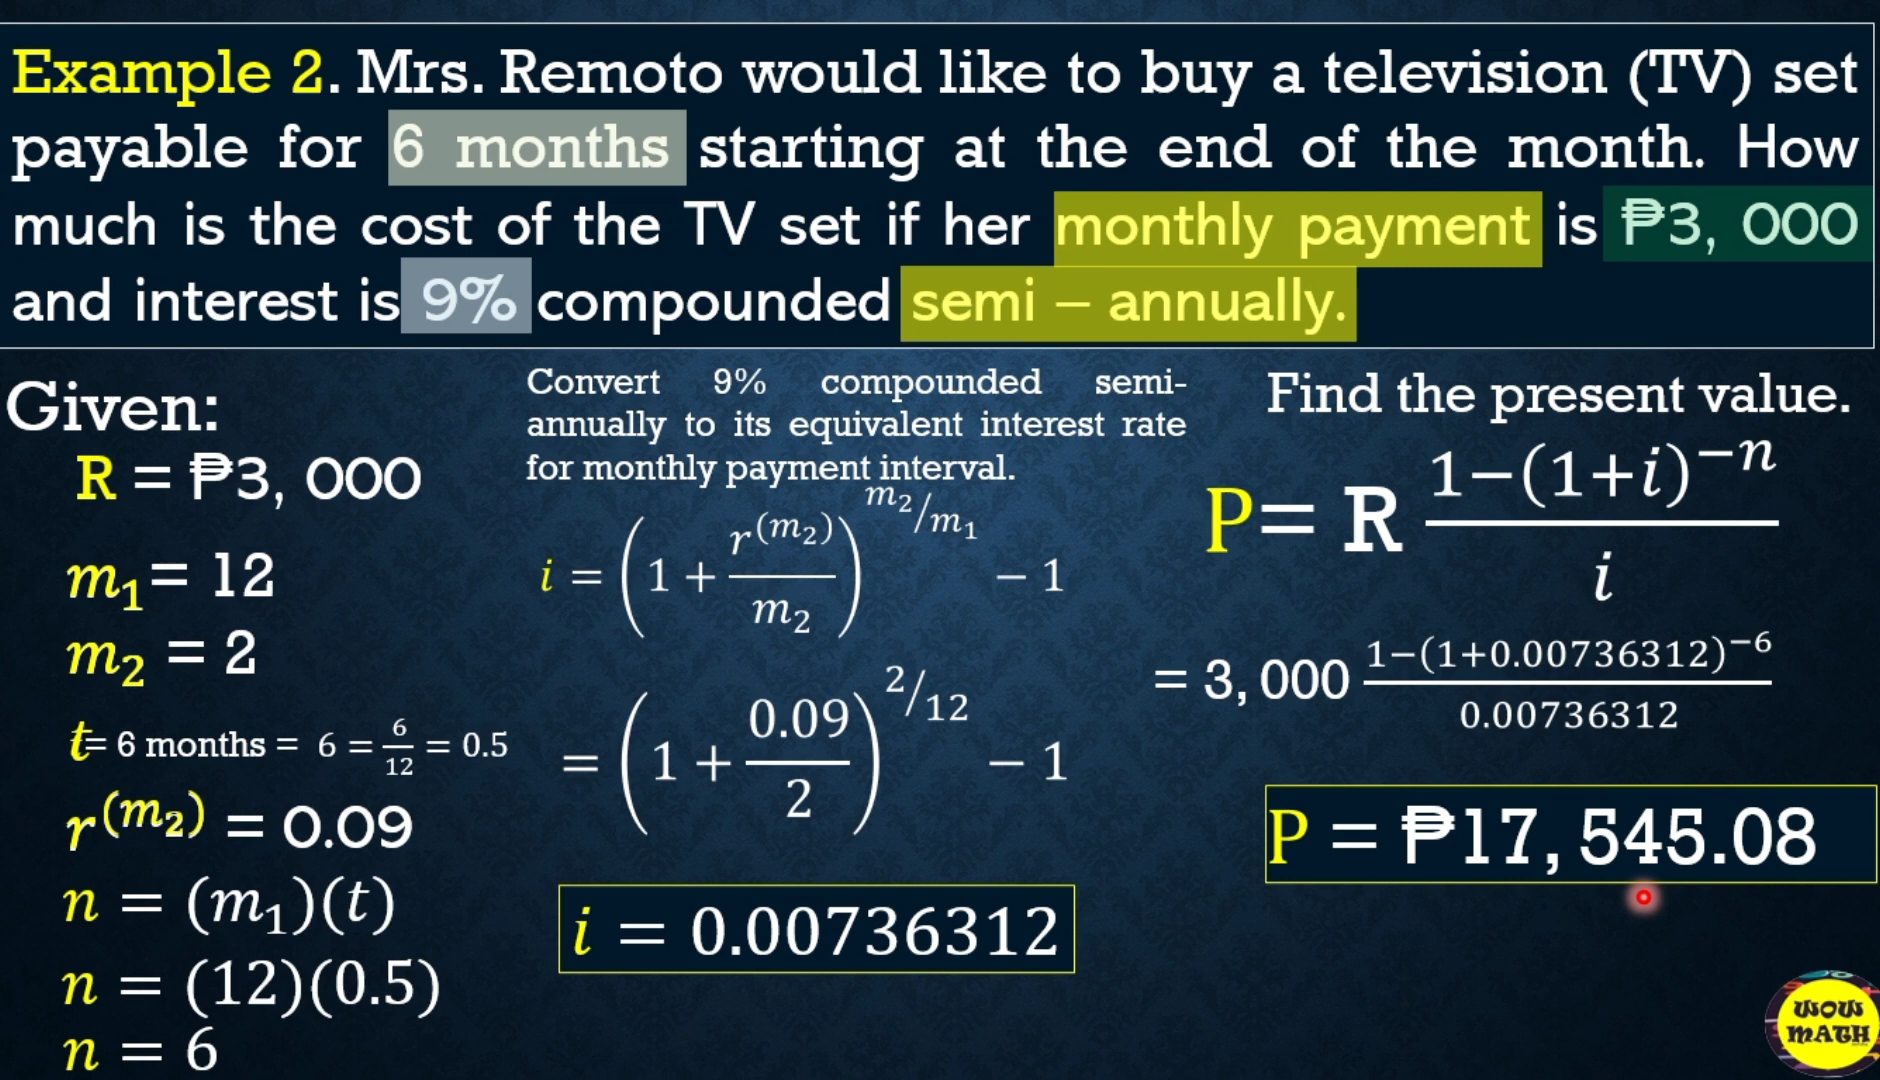 Example 2. Mrs. Remoto would like to buy a television (TV) set
payable for 6 months starting at the end of the month. How
much is the cost of the TV set if her monthly payment is ₱3, 000
and interest is 9% compounded semi – annually.
Given:
R = ₱3, 000
m₁ = 12
m₂ = 2
t = 6 months = 6 = 6/12 = 0.5
r^(m₂) = 0.09
n = (m₁)(t)
n = (12)(0.5)
n = 6
Convert 9% compounded semi-
annually to its equivalent interest rate
for monthly payment interval.
i = (1 + r^(m₂)/m₂)^(m₂/m₁) − 1
= (1 + 0.09/2)^(2/12) − 1
i = 0.00736312
Find the present value.
P = R (1−(1+i)^−n)/i
= 3,000 (1−(1+0.00736312)^−6)/0.00736312
P = ₱17, 545.08
WOW
MATH